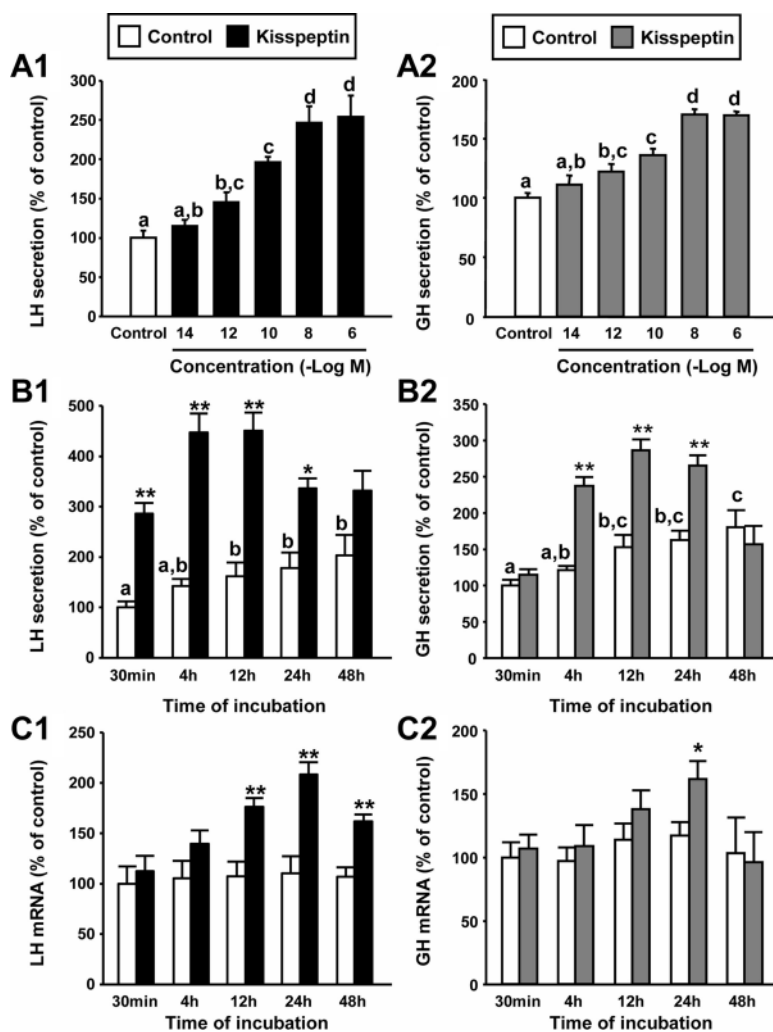 Control Kisspeptin
Control Kisspeptin
A1
LH secretion (% of control)
300
250
200
150
100
50
0
a
a,b
b,c
c
d
d
Control 14 12 10 8 6
Concentration (-Log M)
A2
GH secretion (% of control)
200
150
100
50
0
a
a,b
b,c
c
d
d
Control 14 12 10 8 6
Concentration (-Log M)
B1
LH secretion (% of control)
500
400
300
200
100
0
a
**
a,b
**
b
**
b
*
b
30min 4h 12h 24h 48h
Time of incubation
B2
GH secretion (% of control)
350
300
250
200
150
100
50
0
a
a,b
**
b,c
**
b,c
**
c
30min 4h 12h 24h 48h
Time of incubation
C1
LH mRNA (% of control)
250
200
150
100
50
0
**
**
**
30min 4h 12h 24h 48h
Time of incubation
C2
GH mRNA (% of control)
200
150
100
50
0
*
30min 4h 12h 24h 48h
Time of incubation